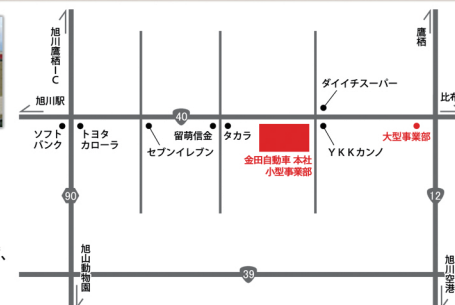 旭川鷹栖IC
鷹栖
ダイイチスーパー
旭川駅
比布
40
ソフト
バンク
トヨタ
カローラ
セブンイレブン
留萌信金
タカラ
金田自動車 本社
小型事業部
YKKカンノ
大型事業部
90
12
旭山動物園
39
旭川空港
、